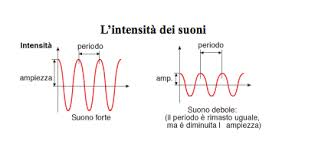 L'intensità dei suoni
Intensità
periodo
ampiezza
Suono forte
periodo
amp.
Suono debole:
(il periodo è rimasto uguale,
ma è diminuita l ampiezza)